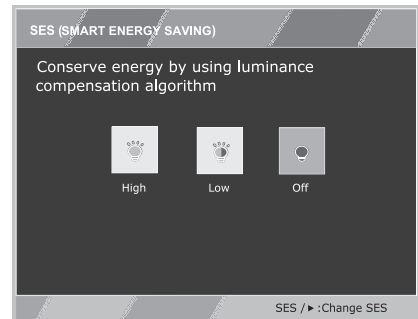 SES (SMART ENERGY SAVING)
Conserve energy by using luminance
compensation algorithm
High Low Off
SES / ▶ :Change SES